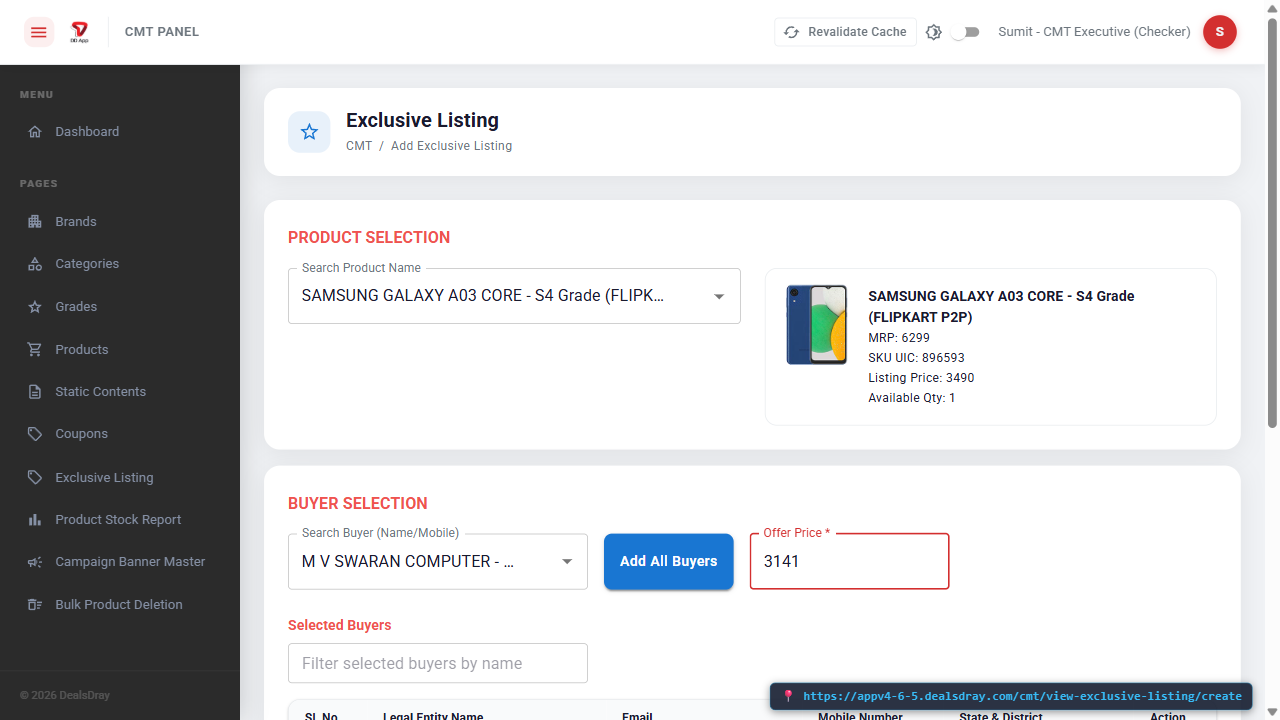 DD App
CMT PANEL
Revalidate Cache
Sumit - CMT Executive (Checker)
S
MENU
Dashboard
PAGES
Brands
Categories
Grades
Products
Static Contents
Coupons
Exclusive Listing
Product Stock Report
Campaign Banner Master
Bulk Product Deletion
© 2026 DealsDray
Exclusive Listing
CMT / Add Exclusive Listing
PRODUCT SELECTION
Search Product Name
SAMSUNG GALAXY A03 CORE - S4 Grade (FLIPK...
SAMSUNG GALAXY A03 CORE - S4 Grade
(FLIPKART P2P)
MRP: 6299
SKU UIC: 896593
Listing Price: 3490
Available Qty: 1
BUYER SELECTION
Search Buyer (Name/Mobile)
M V SWARAN COMPUTER - ...
Add All Buyers
Offer Price *
3141
Selected Buyers
Filter selected buyers by name
SL No Legal Entity Name Email Mobile Number State & District Action
https://appv4-6-5.dealsdray.com/cmt/view-exclusive-listing/create